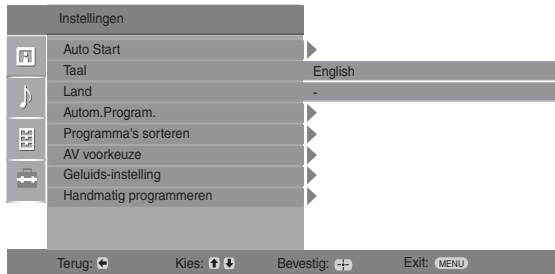 Instellingen
Auto Start
Taal English
Land -
Autom.Program.
Programma's sorteren
AV voorkeuze
Geluids-instelling
Handmatig programmeren
Terug: Kies: Bevestig: Exit: MENU